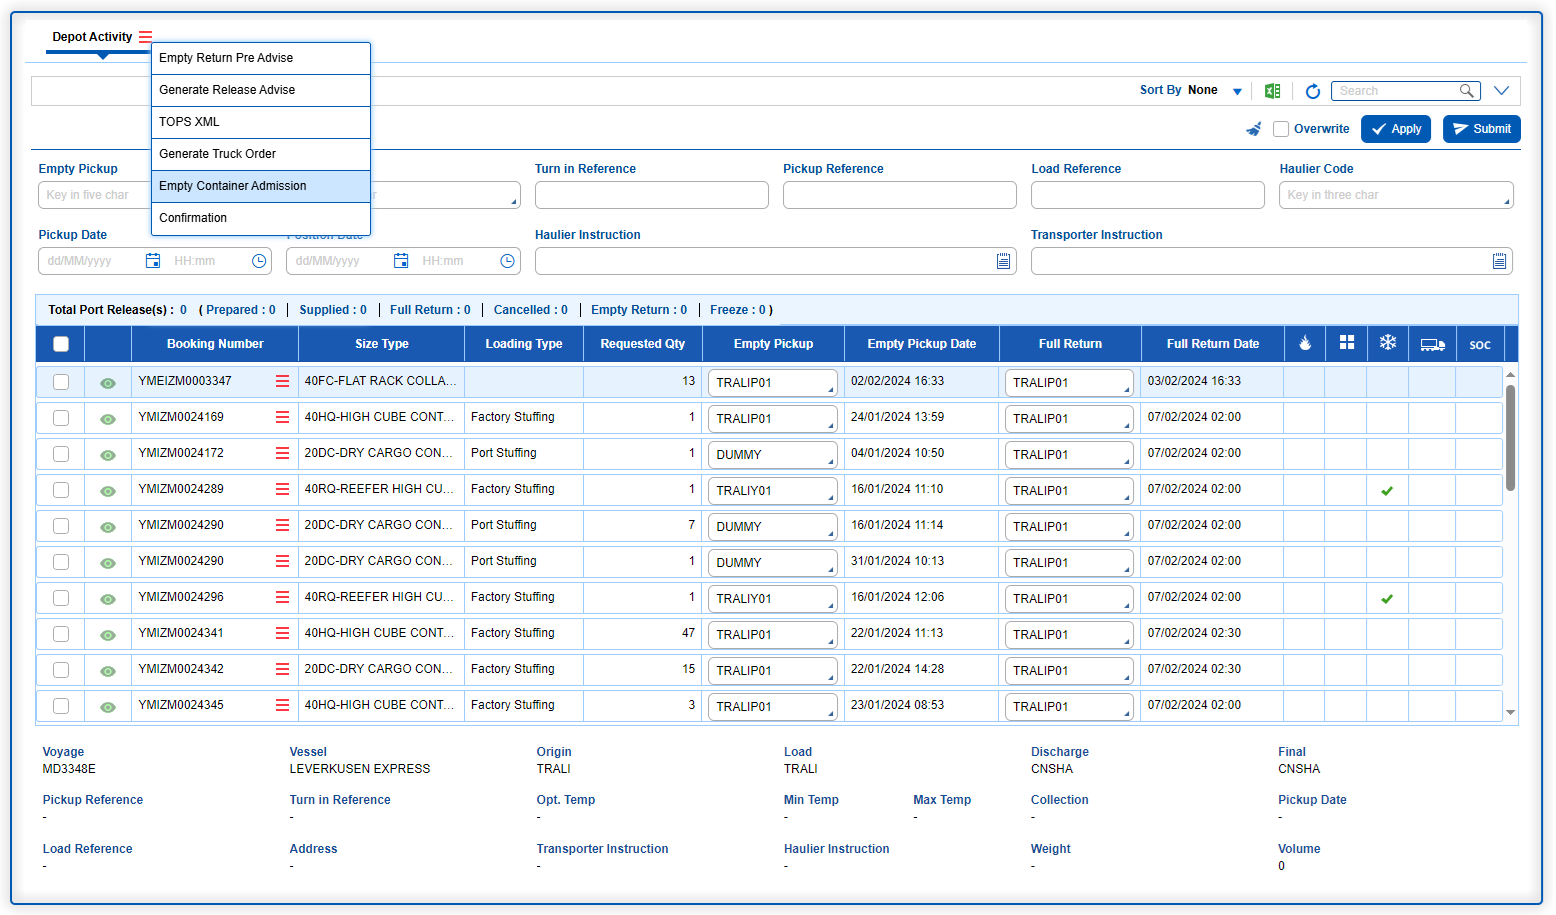 Depot Activity
Empty Return Pre Advise
Generate Release Advise
TOPS XML
Generate Truck Order
Empty Container Admission
Confirmation
Sort By None
Search
Overwrite Apply Submit
Empty Pickup Turn in Reference Pickup Reference Load Reference Haulier Code
Key in five char Key in three char
Pickup Date Position Date Haulier Instruction Transporter Instruction
dd/MM/yyyy HH:mm dd/MM/yyyy HH:mm
Total Port Release(s) : 0 ( Prepared : 0 | Supplied : 0 | Full Return : 0 | Cancelled : 0 | Empty Return : 0 | Freeze : 0 )
Booking Number Size Type Loading Type Requested Qty Empty Pickup Empty Pickup Date Full Return Full Return Date SOC
YMEIZM0003347 40FC-FLAT RACK COLLA... 13 TRALIP01 02/02/2024 16:33 TRALIP01 03/02/2024 16:33
YMIZM0024169 40HQ-HIGH CUBE CONT... Factory Stuffing 1 TRALIP01 24/01/2024 13:59 TRALIP01 07/02/2024 02:00
YMIZM0024172 20DC-DRY CARGO CON... Port Stuffing 1 DUMMY 04/01/2024 10:50 TRALIP01 07/02/2024 02:00
YMIZM0024289 40RQ-REEFER HIGH CU... Factory Stuffing 1 TRALIY01 16/01/2024 11:10 TRALIP01 07/02/2024 02:00
YMIZM0024290 20DC-DRY CARGO CON... Port Stuffing 7 DUMMY 16/01/2024 11:14 TRALIP01 07/02/2024 02:00
YMIZM0024290 20DC-DRY CARGO CON... Port Stuffing 1 DUMMY 31/01/2024 10:13 TRALIP01 07/02/2024 02:00
YMIZM0024296 40RQ-REEFER HIGH CU... Factory Stuffing 1 TRALIY01 16/01/2024 12:06 TRALIP01 07/02/2024 02:00
YMIZM0024341 40HQ-HIGH CUBE CONT... Factory Stuffing 47 TRALIP01 22/01/2024 11:13 TRALIP01 07/02/2024 02:30
YMIZM0024342 20DC-DRY CARGO CON... Factory Stuffing 15 TRALIP01 22/01/2024 14:28 TRALIP01 07/02/2024 02:30
YMIZM0024345 40HQ-HIGH CUBE CONT... Factory Stuffing 3 TRALIP01 23/01/2024 08:53 TRALIP01 07/02/2024 02:00
Voyage Vessel Origin Load Discharge Final
MD3348E LEVERKUSEN EXPRESS TRALI TRALI CNSHA CNSHA
Pickup Reference Turn in Reference Opt. Temp Min Temp Max Temp Collection Pickup Date
- - - - - - -
Load Reference Address Transporter Instruction Haulier Instruction Weight Volume
- - - - - 0